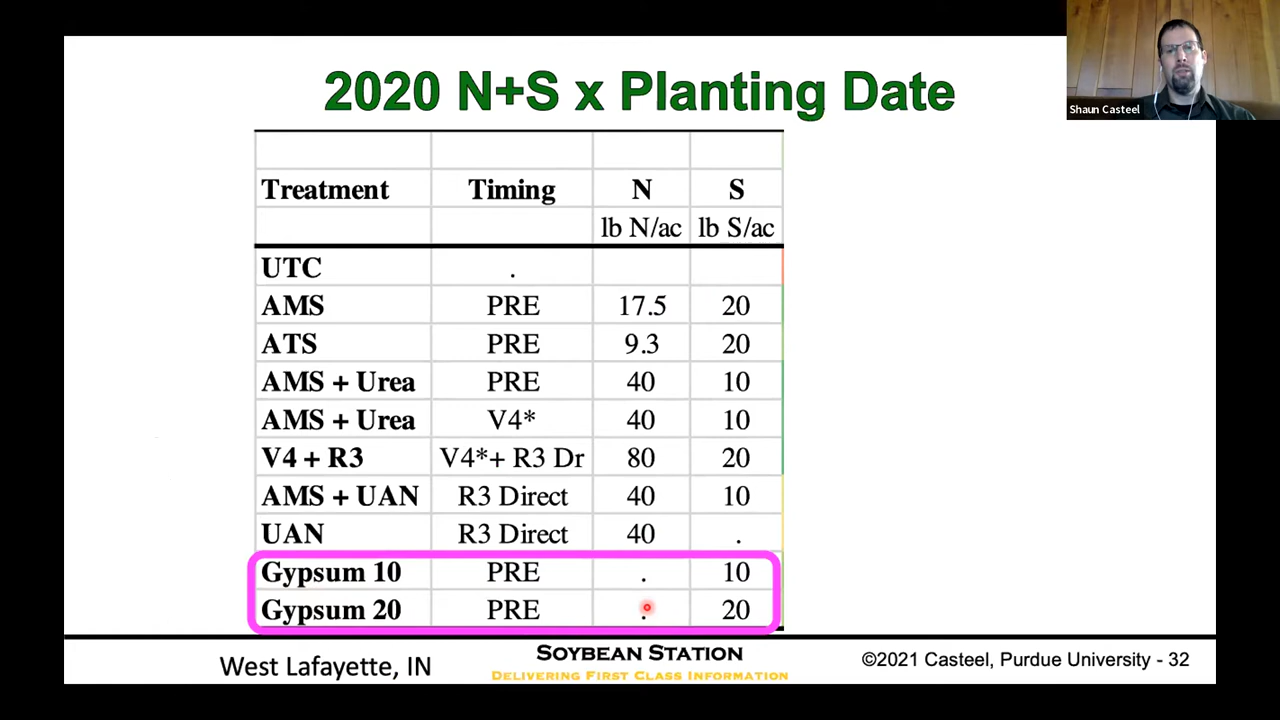 2020 N+S x Planting Date
Shaun Casteel
Treatment Timing N S
lb N/ac lb S/ac
UTC .
AMS PRE 17.5 20
ATS PRE 9.3 20
AMS + Urea PRE 40 10
AMS + Urea V4* 40 10
V4 + R3 V4*+ R3 Dr 80 20
AMS + UAN R3 Direct 40 10
UAN R3 Direct 40 .
Gypsum 10 PRE . 10
Gypsum 20 PRE . 20
West Lafayette, IN
Soybean Station
Delivering First Class Information
©2021 Casteel, Purdue University - 32